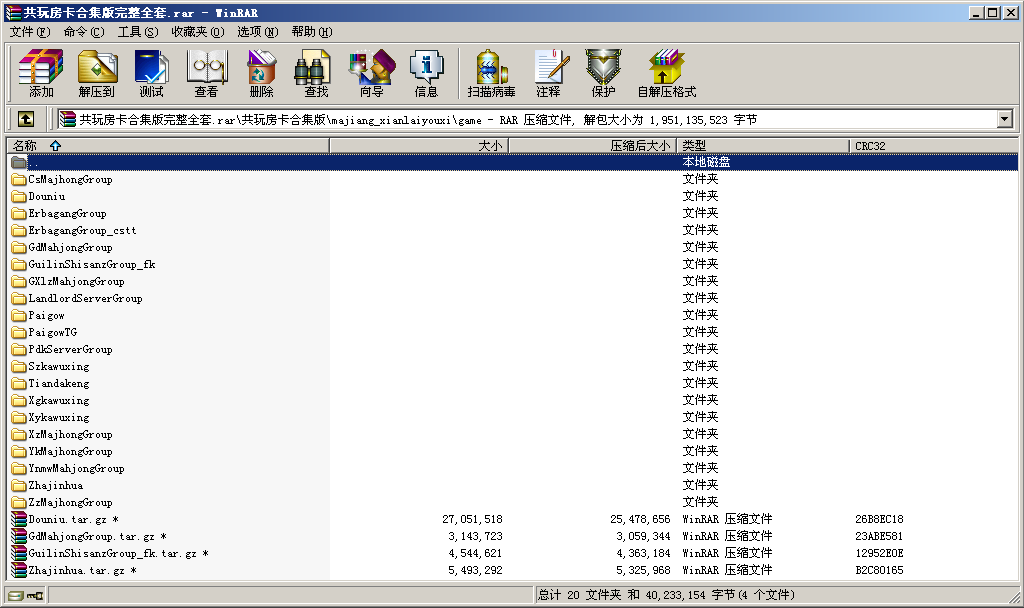 共玩房卡合集版完整全套.rar - WinRAR
文件(F) 命令(C) 工具(S) 收藏夹(O) 选项(N) 帮助(H)
添加 解压到 测试 查看 删除 查找 向导 信息 扫描病毒 注释 保护 自解压格式
共玩房卡合集版完整全套.rar\共玩房卡合集版\majiang_xianlaiyouxi\game - RAR 压缩文件, 解包大小为 1,951,135,523 字节
名称 大小 压缩后大小 类型 CRC32
.. 本地磁盘
CsMajhongGroup 文件夹
Douniu 文件夹
ErbagangGroup 文件夹
ErbagangGroup_cstt 文件夹
GdMahjongGroup 文件夹
GuilinShisanzGroup_fk 文件夹
GXlzMahjongGroup 文件夹
LandlordServerGroup 文件夹
Paigow 文件夹
PaigowTG 文件夹
PdkServerGroup 文件夹
Szkawuxing 文件夹
Tiandakeng 文件夹
Xgkawuxing 文件夹
Xykawuxing 文件夹
XzMajhongGroup 文件夹
YkMajhongGroup 文件夹
YnmwMahjongGroup 文件夹
Zhajinhua 文件夹
ZzMajhongGroup 文件夹
Douniu.tar.gz * 27,051,518 25,478,656 WinRAR 压缩文件 26B8EC18
GdMahjongGroup.tar.gz * 3,143,723 3,059,344 WinRAR 压缩文件 23ABE581
GuilinShisanzGroup_fk.tar.gz * 4,544,621 4,363,184 WinRAR 压缩文件 12952E0E
Zhajinhua.tar.gz * 5,493,292 5,325,968 WinRAR 压缩文件 B2C80165
总计 20 文件夹 和 40,233,154 字节(4 个文件)